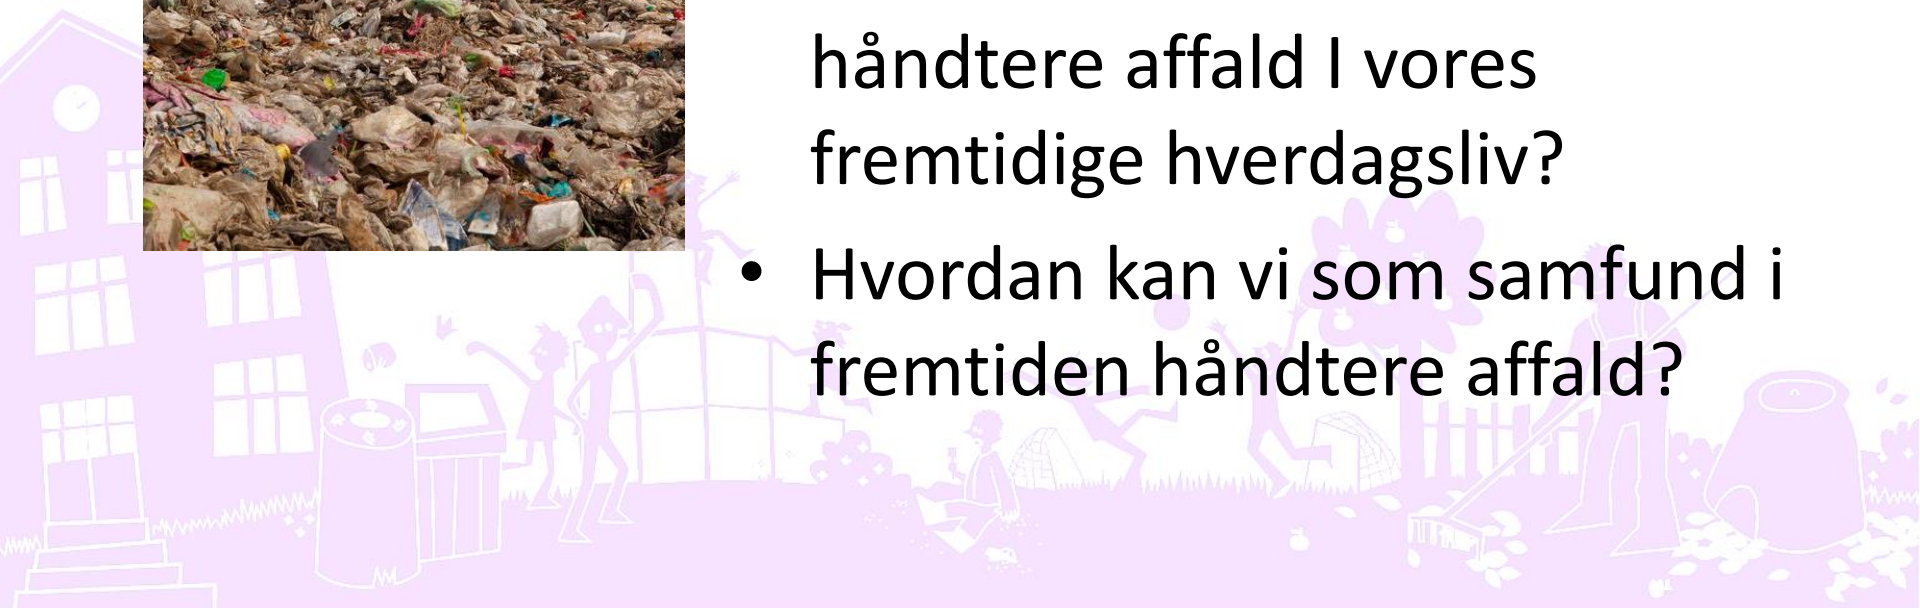 håndtere affald I vores
fremtidige hverdagsliv?
• Hvordan kan vi som samfund i
fremtiden håndtere affald?